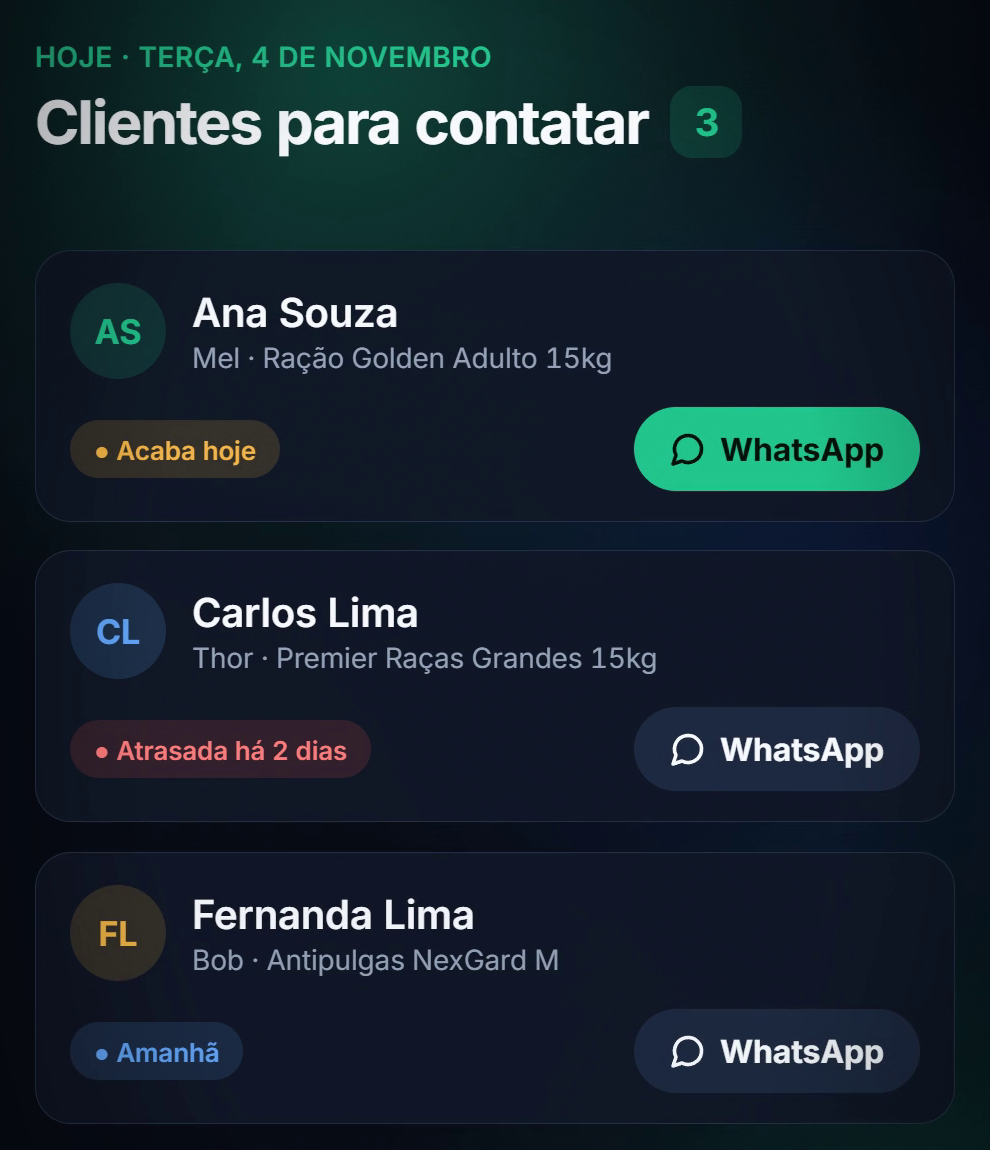 HOJE · TERÇA, 4 DE NOVEMBRO
Clientes para contatar 3
AS
Ana Souza
Mel · Ração Golden Adulto 15kg
Acaba hoje
WhatsApp
CL
Carlos Lima
Thor · Premier Raças Grandes 15kg
Atrasada há 2 dias
WhatsApp
FL
Fernanda Lima
Bob · Antipulgas NexGard M
Amanhã
WhatsApp